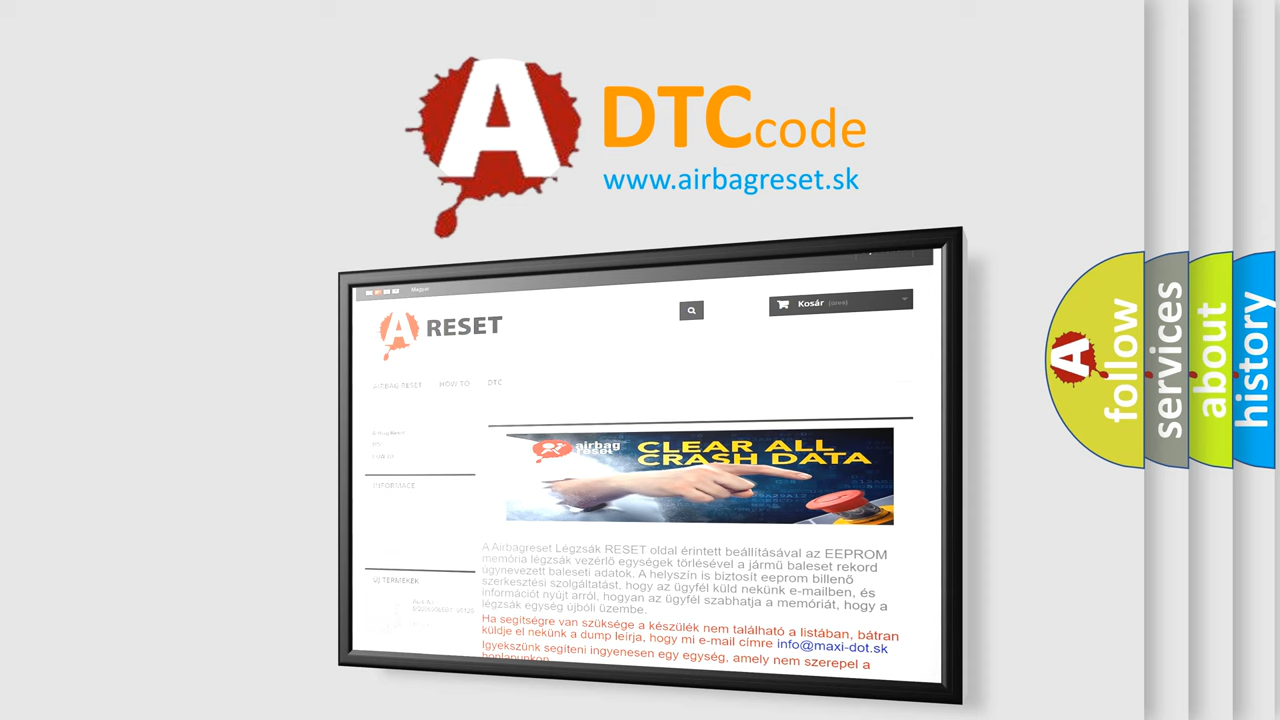 A DTCcode
www.airbagreset.sk
Magyar
Kosár (üres)
A RESET
AIRBAG RESET HOW TO DTC
INFORMACE
ÚJ TERMÉKEK
airbag
reset
CLEAR ALL
CRASH DATA
A Airbagreset Légzsák RESET oldal érintett beállításával az EEPROM
memória légzsák vezérlő egységek törlésével a jármű baleset rekord
úgynevezett baleseti adatok. A helyszín is biztosít eeprom billenő
szerkesztési szolgáltatást, hogy az ügyfél küld nekünk e-mailben, és
információt nyújt arról, hogyan az ügyfél szabhatja a memóriát, hogy a
légzsák egység újbóli üzembe.
Ha segítségre van szüksége a készülék nem található a listában, bátran
küldje el nekünk a dump leírja, hogy mi e-mail címre info@maxi-dot.sk
Igyekszünk segíteni ingyenesen egy egység, amely nem szerepel a
honlapunkon
A follow
services
about
history